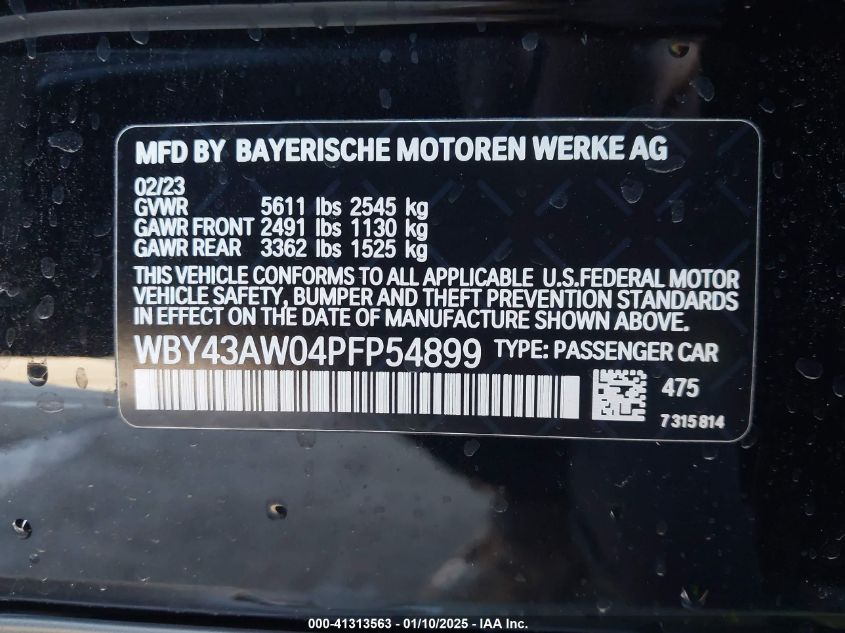 MFD BY BAYERISCHE MOTOREN WERKE AG
02/23
GVWR 5611 lbs 2545 kg
GAWR FRONT 2491 lbs 1130 kg
GAWR REAR 3362 lbs 1525 kg
THIS VEHICLE CONFORMS TO ALL APPLICABLE U.S.FEDERAL MOTOR
VEHICLE SAFETY, BUMPER AND THEFT PREVENTION STANDARDS
IN EFFECT ON THE DATE OF MANUFACTURE SHOWN ABOVE.
WBY43AW04PFP54899 TYPE: PASSENGER CAR
475
7315814
000-41313563 - 01/10/2025 - IAA Inc.